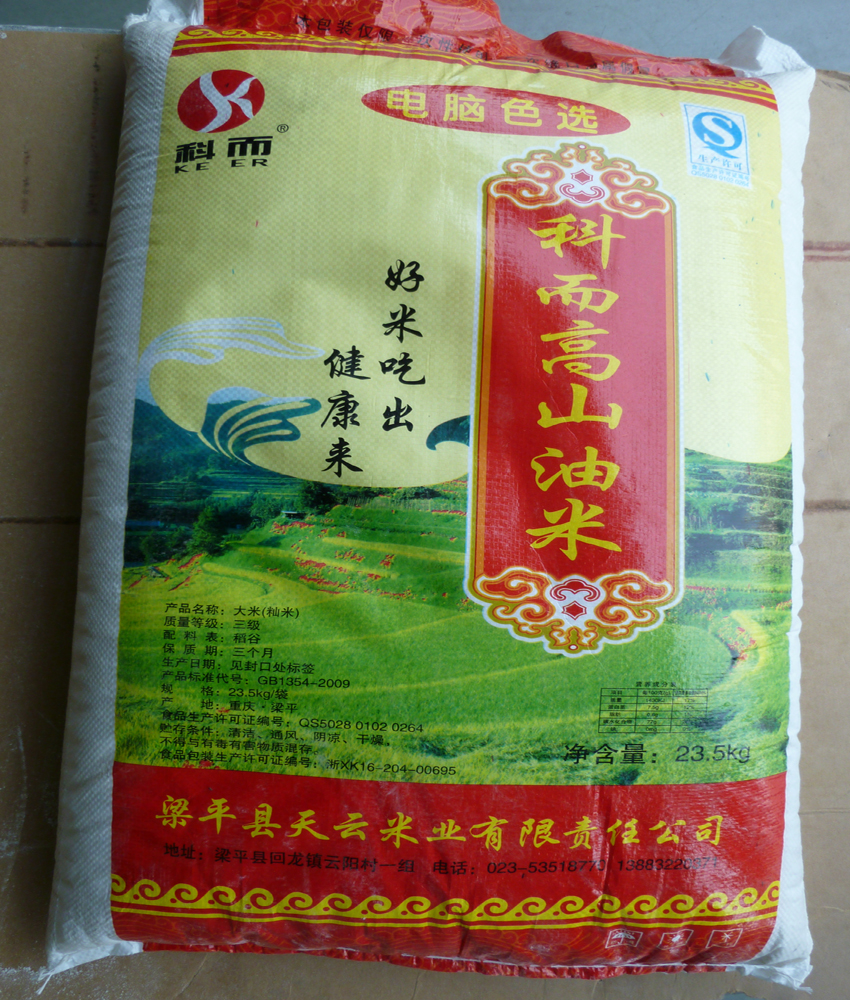 科而®
KE ER
电脑色选
生产许可
科而高山油米
好米吃出
健康来
产品名称：大米(籼米)
质量等级：三级
配 料 表：稻谷
保 质 期：三个月
生产日期：见封口处标签
产品标准代号：GB1354-2009
规 格：23.5kg/袋
产 地：重庆·梁平
食品生产许可证编号：QS5028 0102 0264
贮存条件：清洁、通风、阴凉、干燥。
不得与有毒有害物质混存。
食品包装生产许可证编号：浙XK16-204-00695
净含量：23.5kg
梁平县天云米业有限责任公司
地址：梁平县回龙镇云阳村一组 电话：